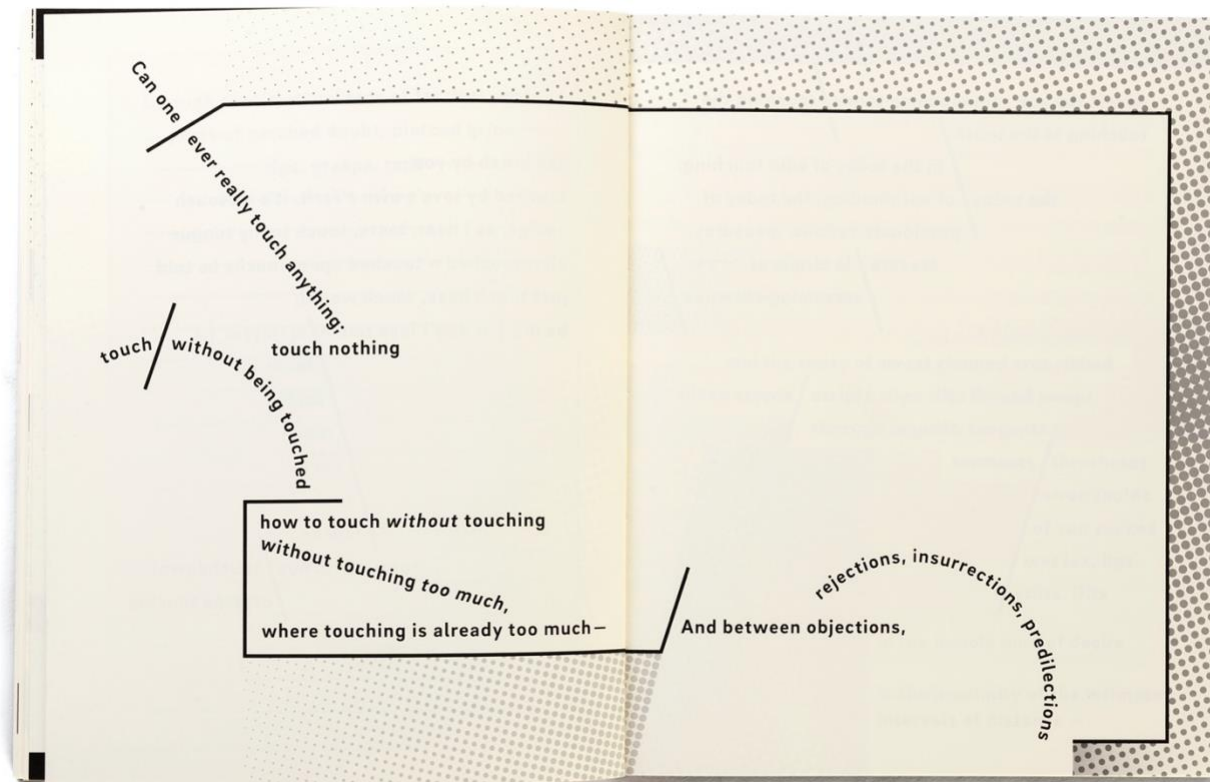 Can one ever really touch anything;
touch nothing
touch without being touched
how to touch without touching
without touching too much,
where touching is already too much—
And between objections,
rejections, insurrections, predilections